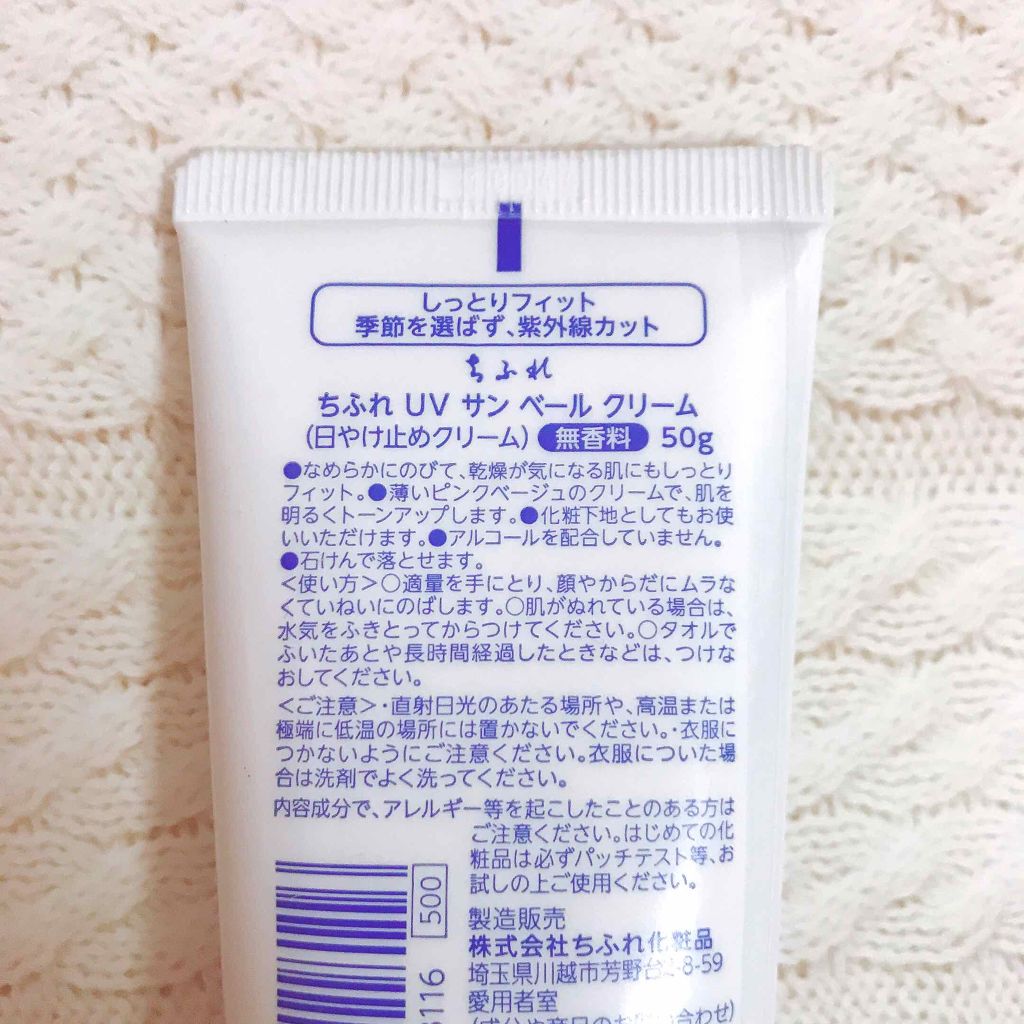 しっとりフィット
季節を選ばず、紫外線カット
ちふれ
ちふれ UV サン ベール クリーム
(日やけ止めクリーム) 無香料 50g
●なめらかにのびて、乾燥が気になる肌にもしっとり
フィット。●薄いピンクベージュのクリームで、肌を
明るくトーンアップします。●化粧下地としてもお使
いいただけます。●アルコールを配合していません。
●石けんで落とせます。
<使い方>○適量を手にとり、顔やからだにムラな
くていねいにのばします。○肌がぬれている場合は、
水気をふきとってからつけてください。○タオルで
ふいたあとや長時間経過したときなどは、つけな
おしてください。
<ご注意>・直射日光のあたる場所や、高温または
極端に低温の場所には置かないでください。・衣服に
つかないようにご注意ください。衣服についた場
合は洗剤でよく洗ってください。
内容成分で、アレルギー等を起こしたことのある方は
ご注意ください。はじめての化
粧品は必ずパッチテスト等、お
試しの上ご使用ください。
500
製造販売
株式会社ちふれ化粧品
埼玉県川越市芳野台 -8-59
愛用者室
8116